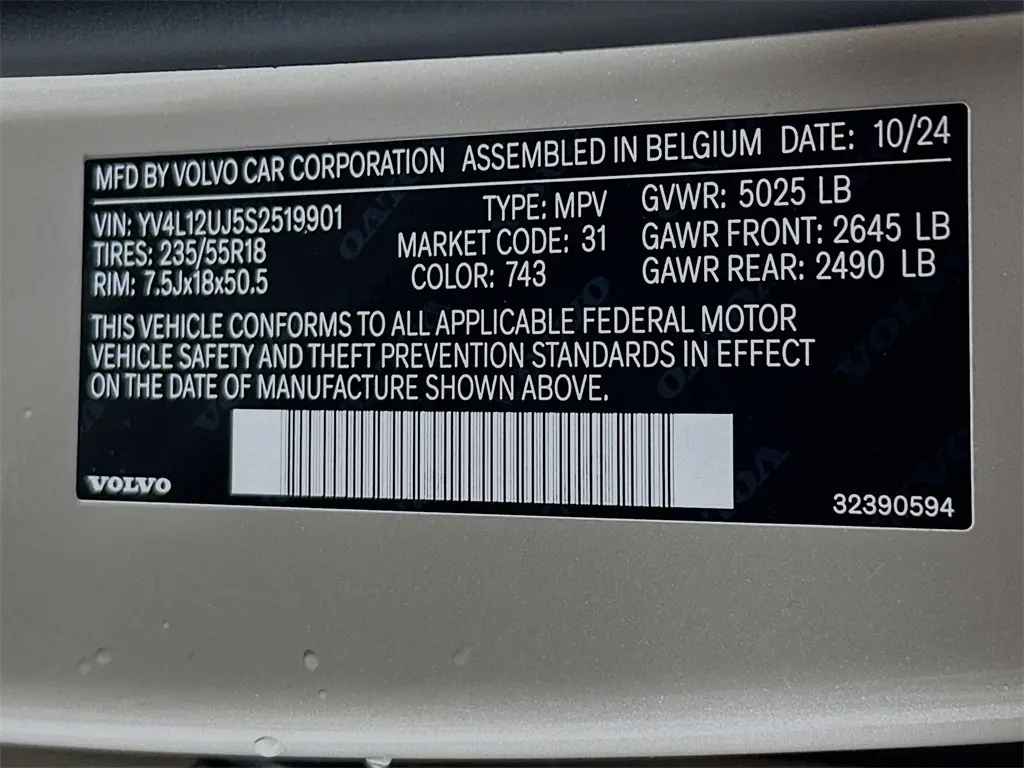 MFD BY VOLVO CAR CORPORATION ASSEMBLED IN BELGIUM DATE: 10/24
VIN: YV4L12UJ5S2519901 TYPE: MPV GVWR: 5025 LB
TIRES: 235/55R18 MARKET CODE: 31 GAWR FRONT: 2645 LB
RIM: 7.5Jx18x50.5 COLOR: 743 GAWR REAR: 2490 LB
THIS VEHICLE CONFORMS TO ALL APPLICABLE FEDERAL MOTOR
VEHICLE SAFETY AND THEFT PREVENTION STANDARDS IN EFFECT
ON THE DATE OF MANUFACTURE SHOWN ABOVE.
VOLVO 32390594